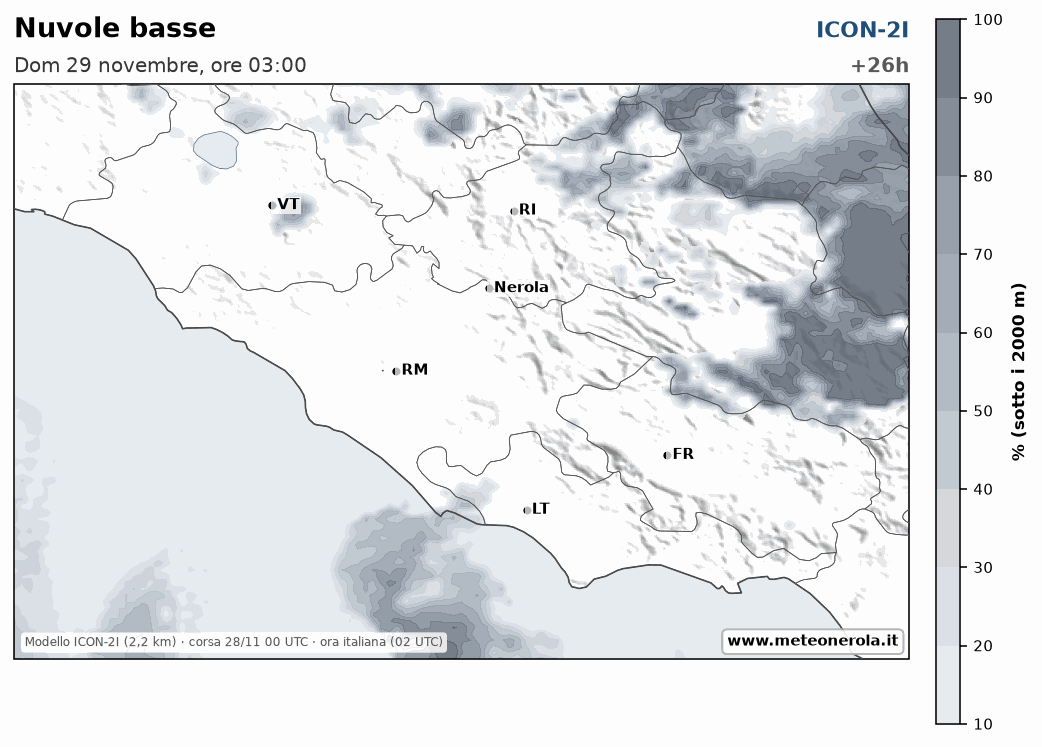 Nuvole basse
ICON-2I
Dom 29 novembre, ore 03:00
+26h
VT
RI
Nerola
RM
FR
LT
Modello ICON-2I (2,2 km) · corsa 28/11 00 UTC · ora italiana (02 UTC)
www.meteonerola.it
100
90
80
70
60
50
40
30
20
10
% (sotto i 2000 m)